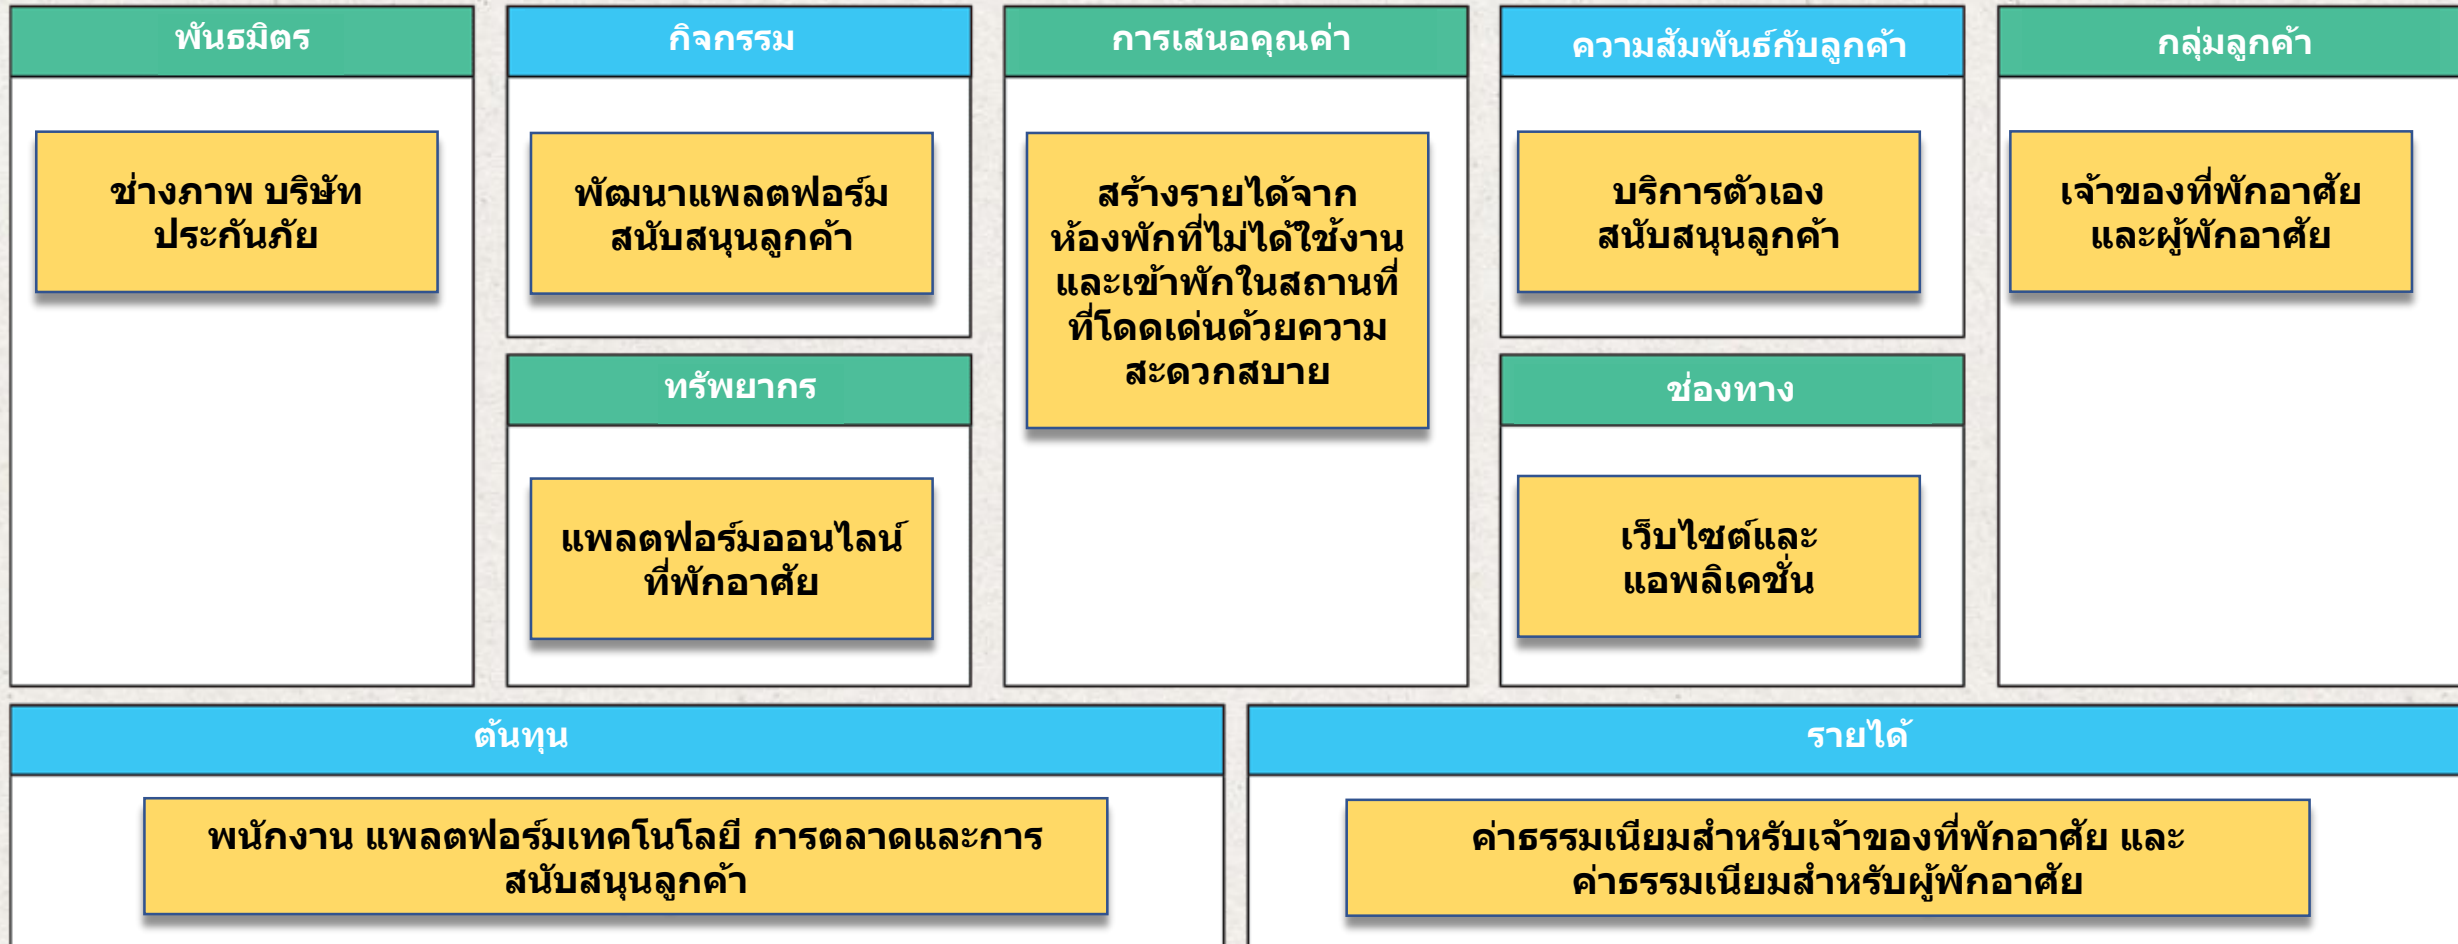 พันธมิตร
ช่างภาพ บริษัท
ประกันภัย
กิจกรรม
พัฒนาแพลตฟอร์ม
สนับสนุนลูกค้า
ทรัพยากร
แพลตฟอร์มออนไลน์
ที่พักอาศัย
การเสนอคุณค่า
สร้างรายได้จาก
ห้องพักที่ไม่ได้ใช้งาน
และเข้าพักในสถานที่
ที่โดดเด่นด้วยความ
สะดวกสบาย
ความสัมพันธ์กับลูกค้า
บริการตัวเอง
สนับสนุนลูกค้า
ช่องทาง
เว็บไซต์และ
แอพลิเคชั่น
กลุ่มลูกค้า
เจ้าของที่พักอาศัย
และผู้พักอาศัย
ต้นทุน
พนักงาน แพลตฟอร์มเทคโนโลยี การตลาดและการ
สนับสนุนลูกค้า
รายได้
ค่าธรรมเนียมสำหรับเจ้าของที่พักอาศัย และ
ค่าธรรมเนียมสำหรับผู้พักอาศัย